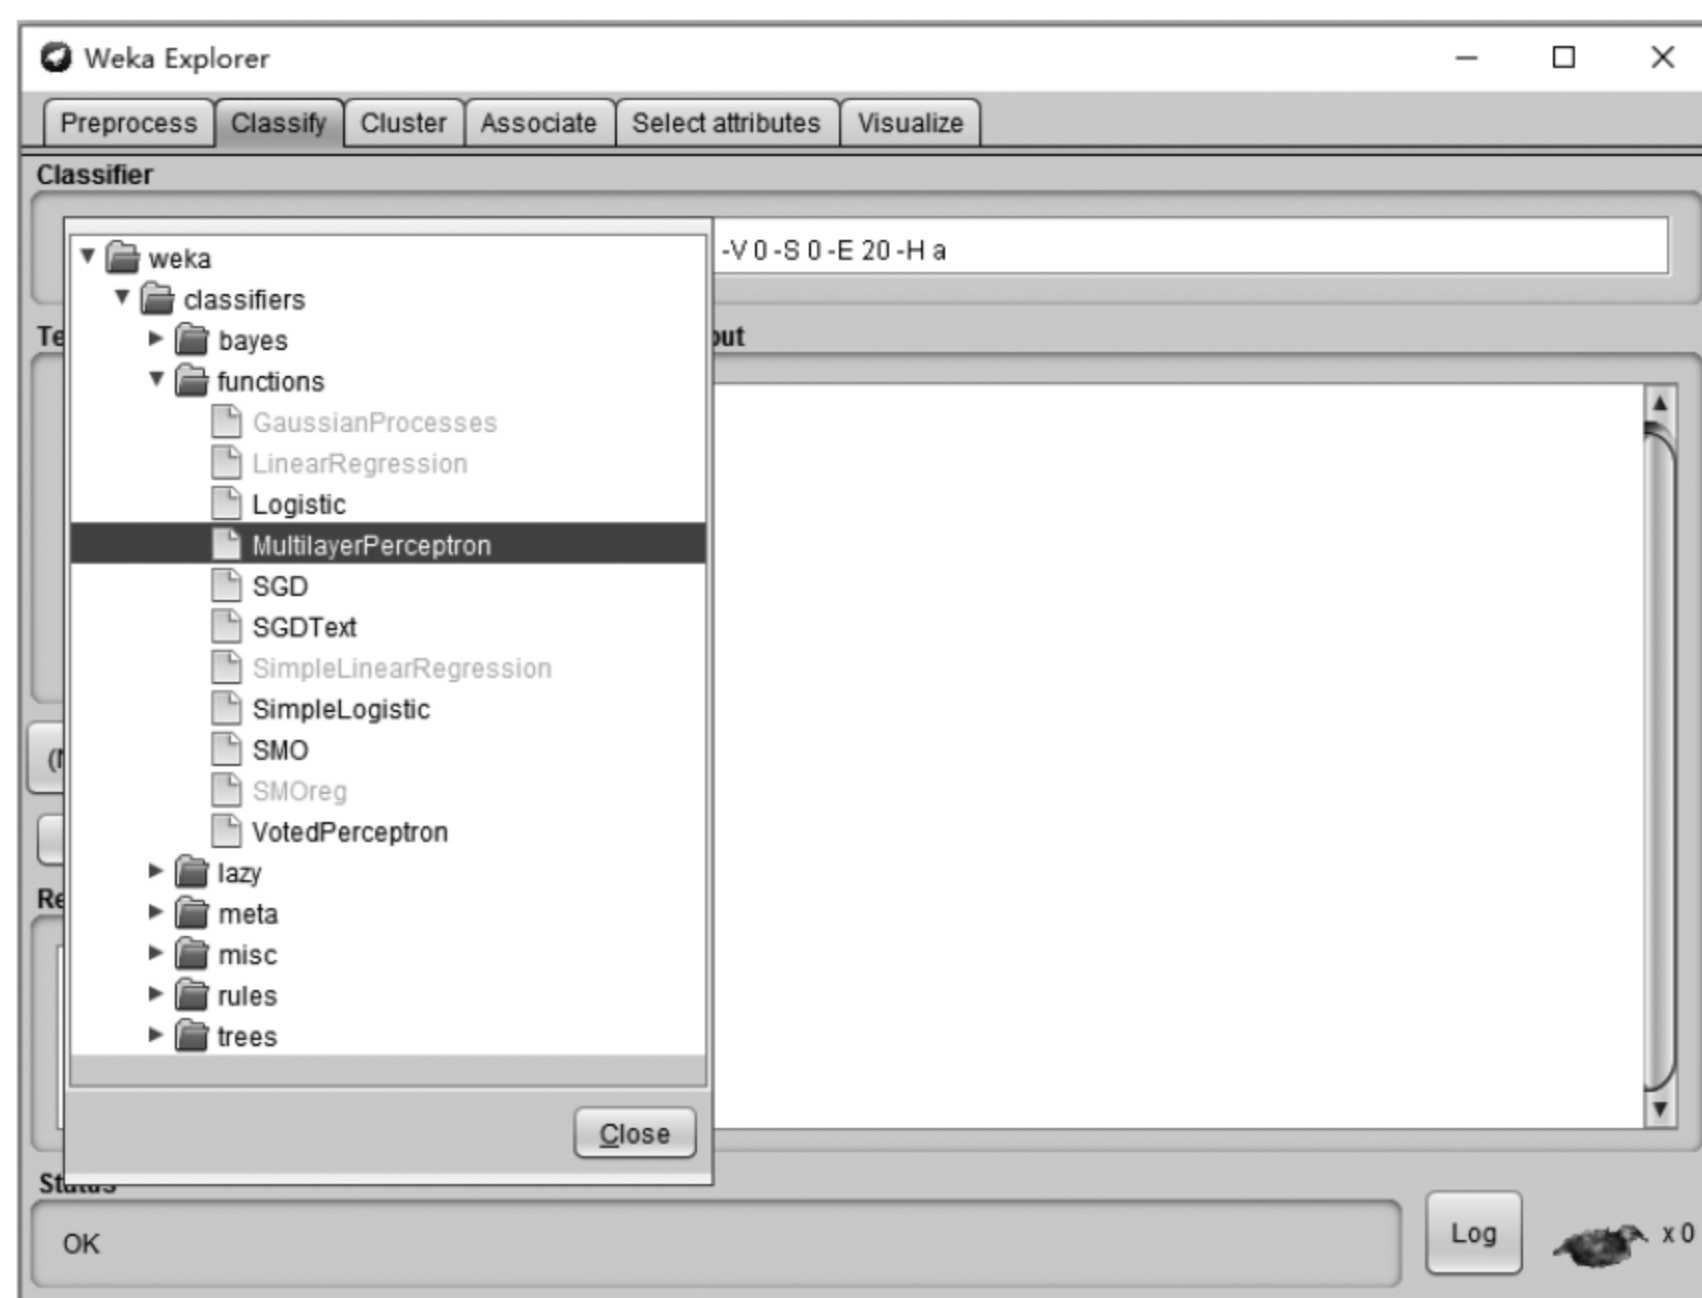 Weka Explorer
Preprocess Classify Cluster Associate Select attributes Visualize
Classifier
-V 0 -S 0 -E 20 -H a
weka
classifiers
bayes
functions
GaussianProcesses
LinearRegression
Logistic
MultilayerPerceptron
SGD
SGDText
SimpleLinearRegression
SimpleLogistic
SMO
SMOreg
VotedPerceptron
lazy
meta
misc
rules
trees
Close
Status
OK
Log
x 0